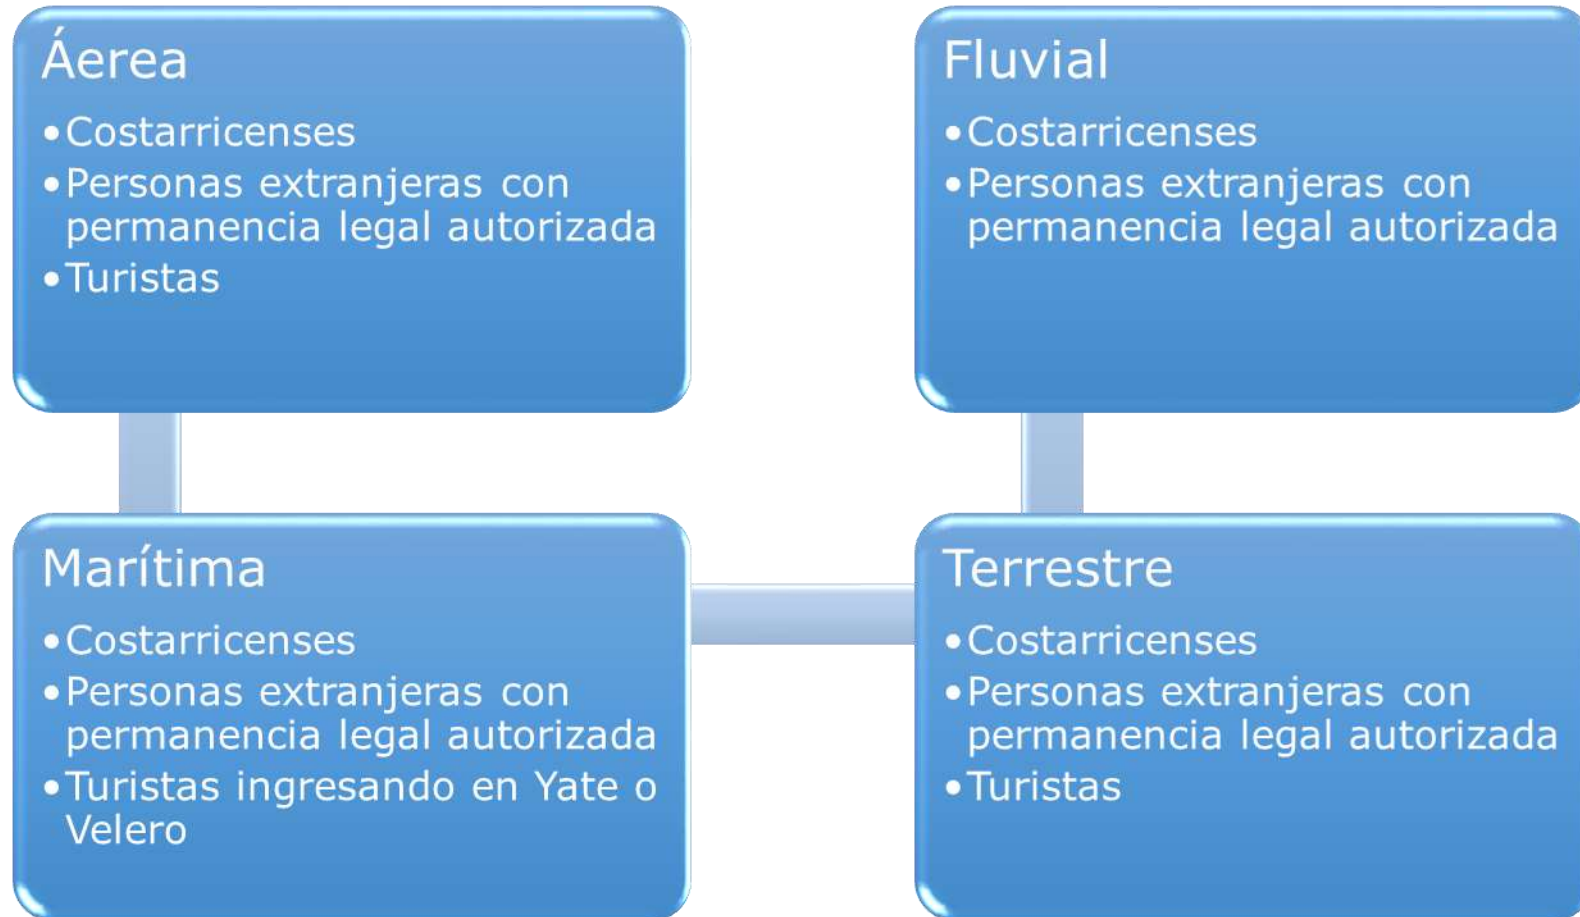 Áerea
•Costarricenses
•Personas extranjeras con
permanencia legal autorizada
•Turistas
Fluvial
•Costarricenses
•Personas extranjeras con
permanencia legal autorizada
Marítima
•Costarricenses
•Personas extranjeras con
permanencia legal autorizada
•Turistas ingresando en Yate o
Velero
Terrestre
•Costarricenses
•Personas extranjeras con
permanencia legal autorizada
•Turistas